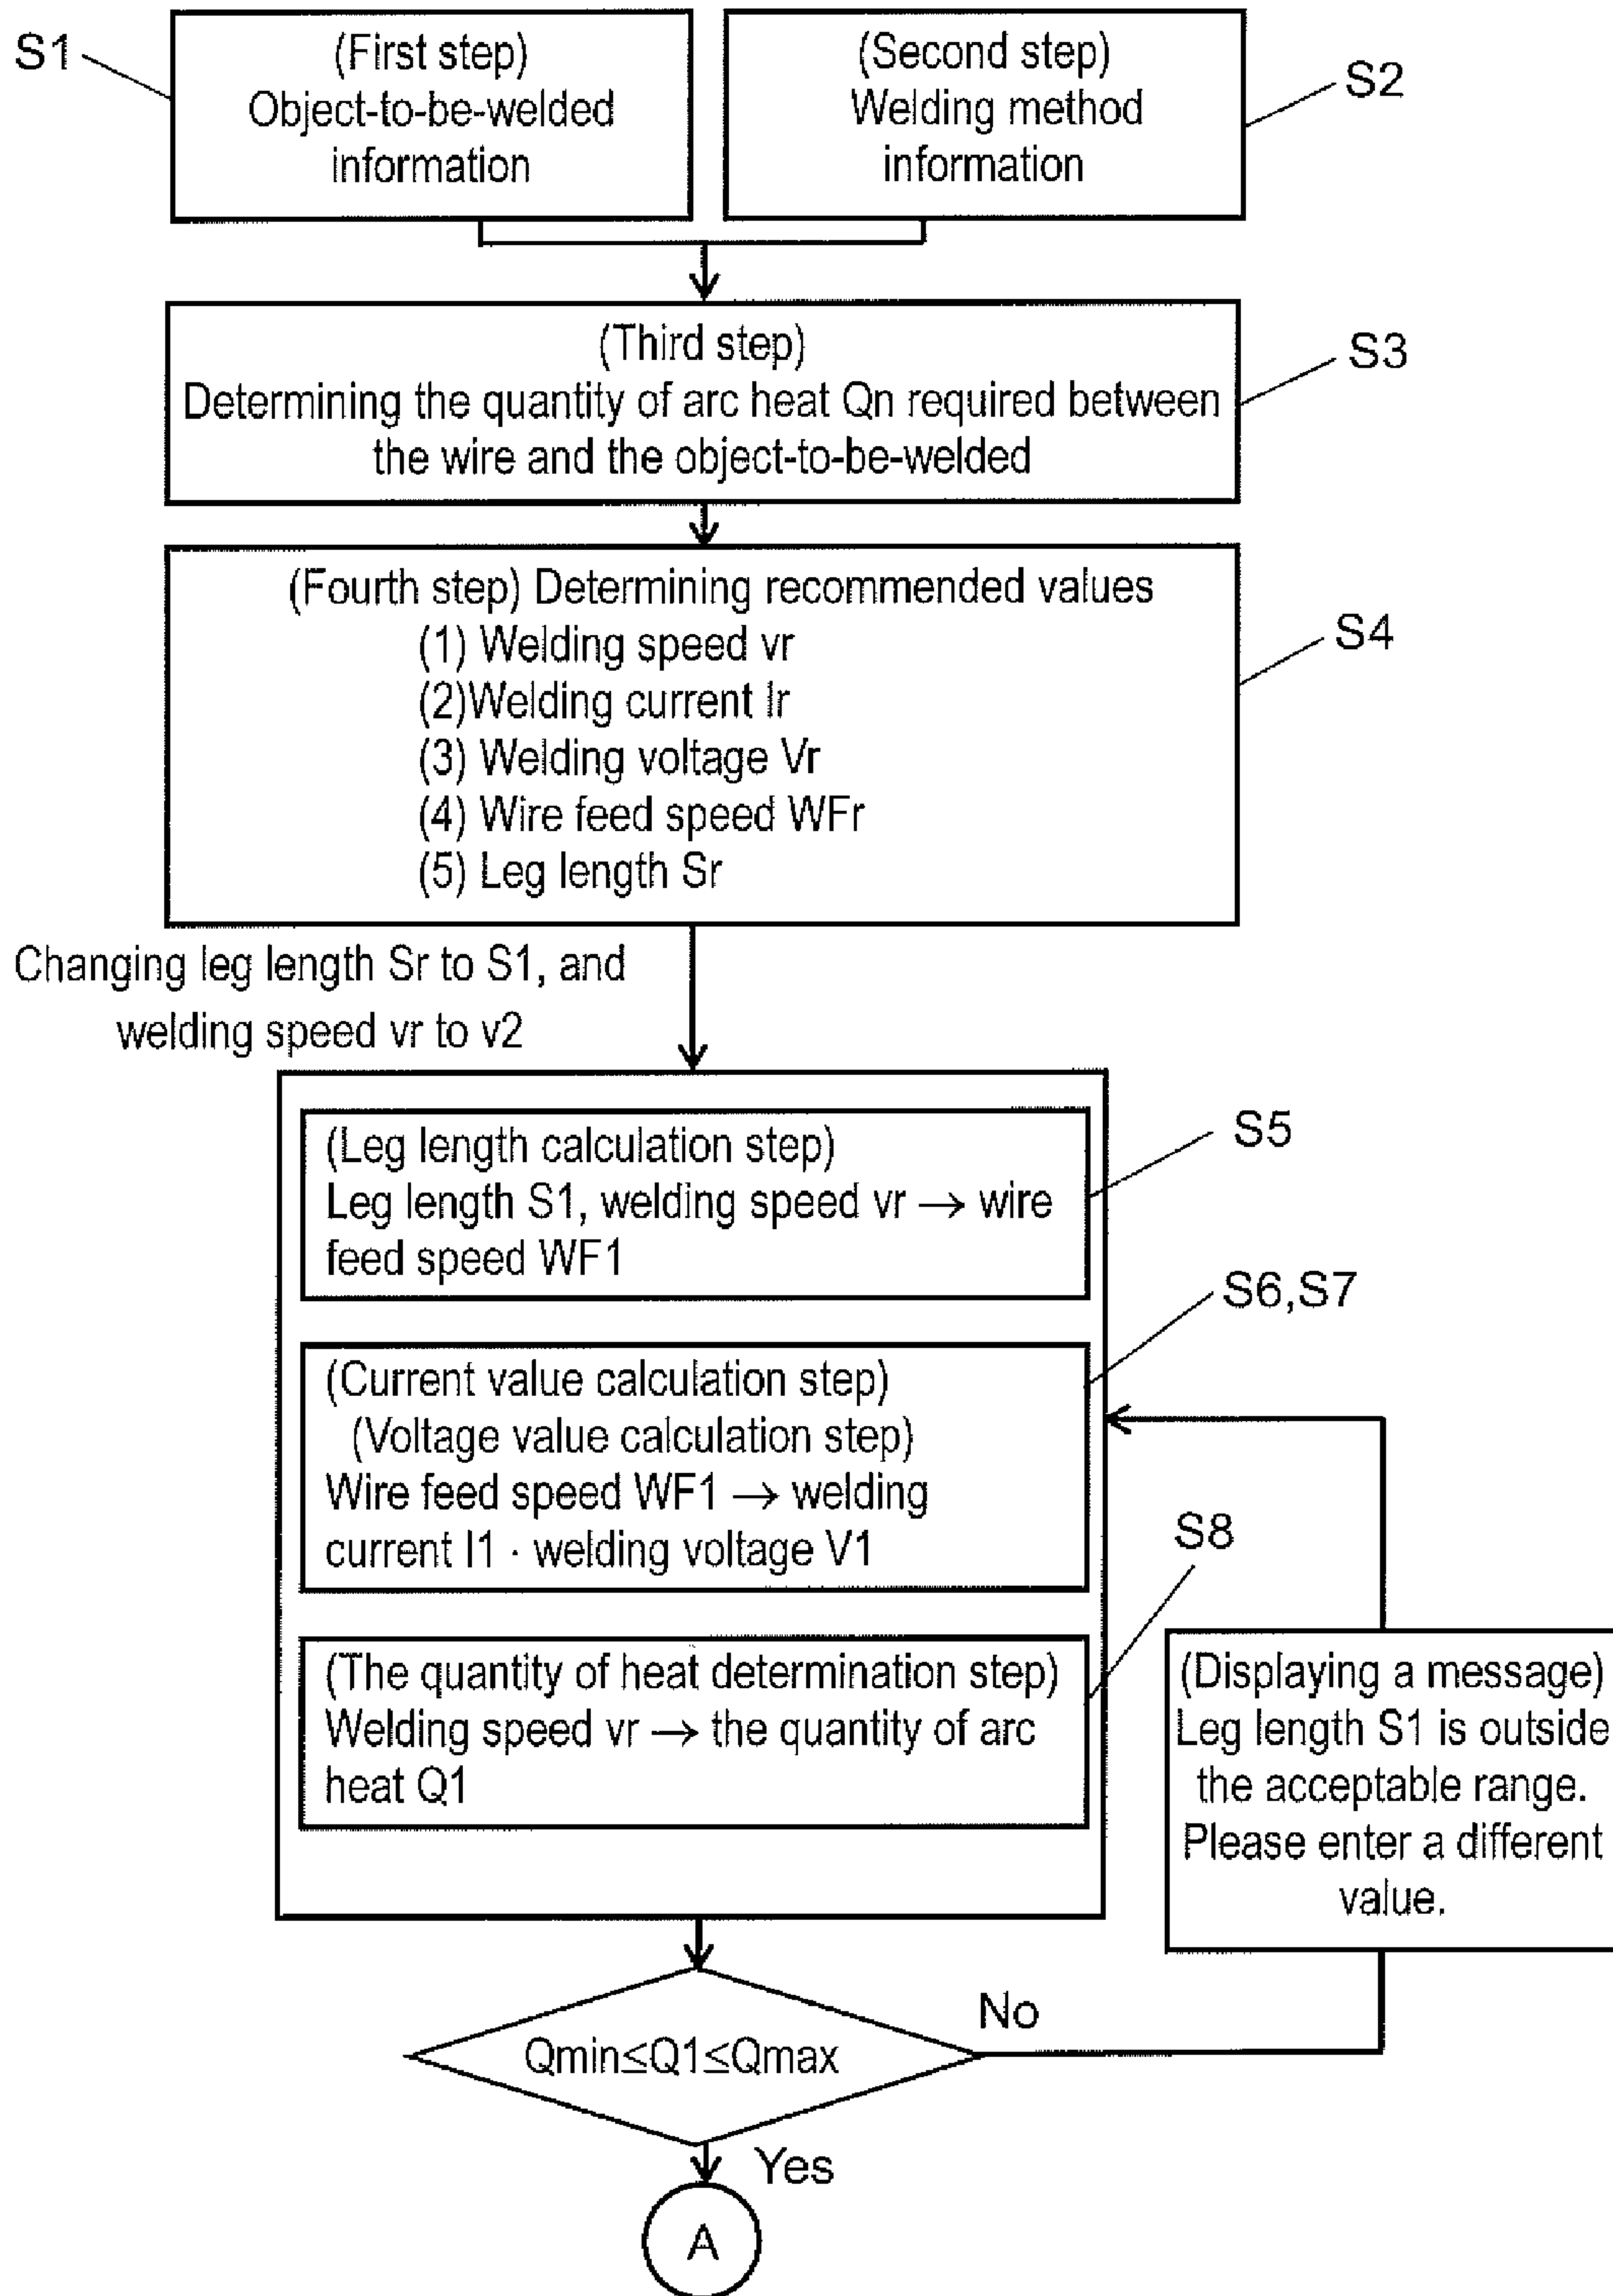 S1
(First step)
Object-to-be-welded
information
(Second step)
Welding method
information
S2
(Third step)
Determining the quantity of arc heat Qn required between
the wire and the object-to-be-welded
S3
(Fourth step) Determining recommended values
(1) Welding speed vr
(2)Welding current Ir
(3) Welding voltage Vr
(4) Wire feed speed WFr
(5) Leg length Sr
S4
Changing leg length Sr to S1, and
welding speed vr to v2
(Leg length calculation step)
Leg length S1, welding speed vr → wire
feed speed WF1
S5
(Current value calculation step)
(Voltage value calculation step)
Wire feed speed WF1 → welding
current I1 · welding voltage V1
S6,S7
(The quantity of heat determination step)
Welding speed vr → the quantity of arc
heat Q1
S8
(Displaying a message)
Leg length S1 is outside
the acceptable range.
Please enter a different
value.
Qmin≤Q1≤Qmax
No
Yes
A